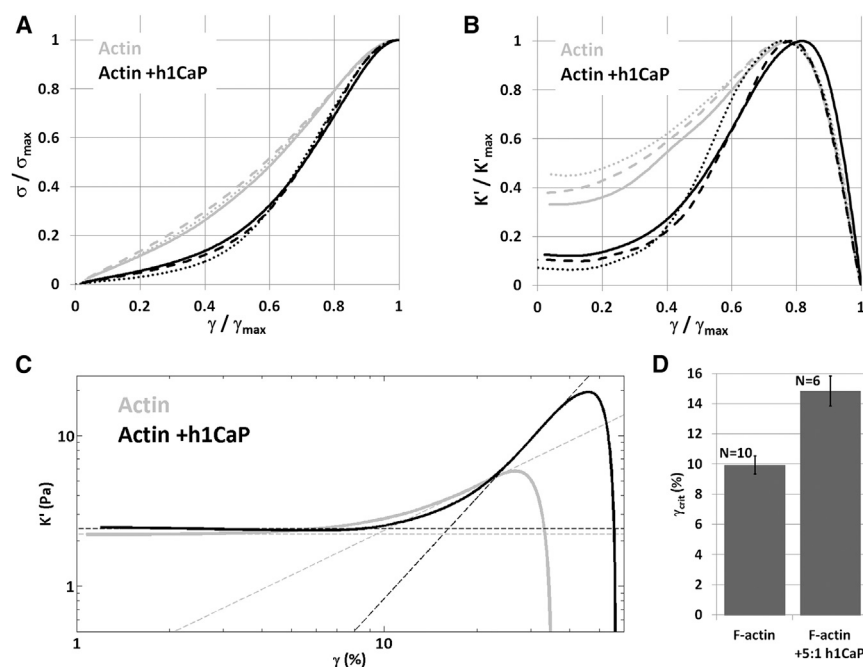 A
Actin
Actin +h1CaP
σ / σmax
1
0.8
0.6
0.4
0.2
0
0 0.2 0.4 0.6 0.8 1
γ / γmax
B
Actin
Actin +h1CaP
K' / K'max
1
0.8
0.6
0.4
0.2
0
0 0.2 0.4 0.6 0.8 1
γ / γmax
C
Actin
Actin +h1CaP
K' (Pa)
10
1
1 10
γ (%)
D
γcrit (%)
16
14
12
10
8
6
4
2
0
N=10
N=6
F-actin
F-actin
+5:1 h1CaP